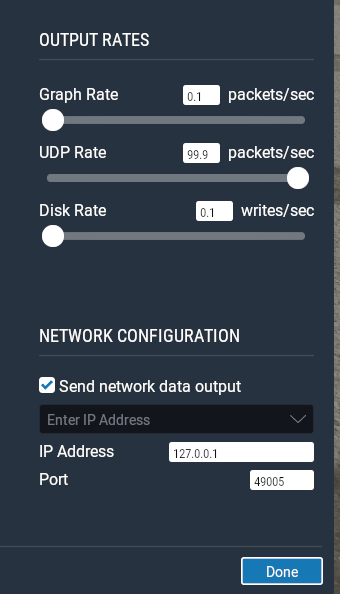 OUTPUT RATES
Graph Rate 0.1 packets/sec
UDP Rate 99.9 packets/sec
Disk Rate 0.1 writes/sec
NETWORK CONFIGURATION
Send network data output
Enter IP Address
IP Address 127.0.0.1
Port 49005
Done